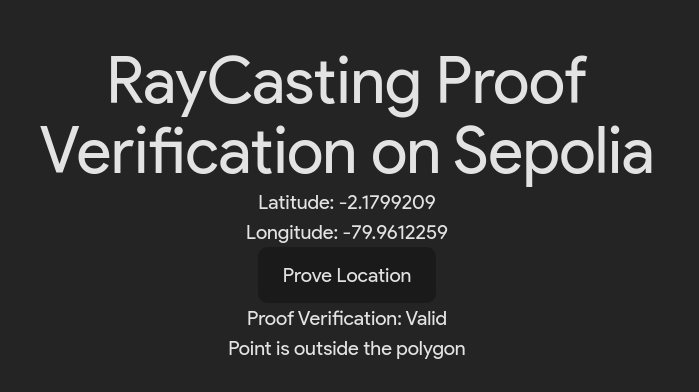 RayCasting Proof
Verification on Sepolia
Latitude: -2.1799209
Longitude: -79.9612259
Prove Location
Proof Verification: Valid
Point is outside the polygon